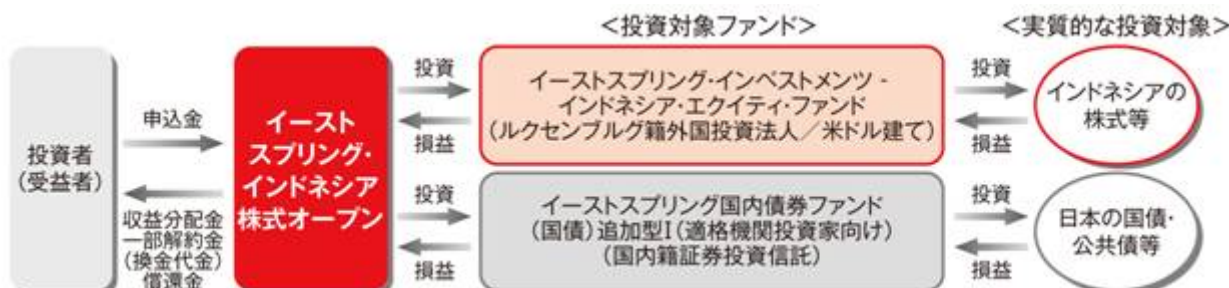 <投資対象ファンド>
<実質的な投資対象>
投資者
(受益者)
申込金
収益分配金
一部解約金
(換金代金)
償還金
イースト
スプリング・
インドネシア
株式オープン
投資
損益
イーストスプリング・インベストメンツ -
インドネシア・エクイティ・ファンド
(ルクセンブルグ籍外国投資法人/米ドル建て)
投資
損益
インドネシアの
株式等
投資
損益
イーストスプリング国内債券ファンド
(国債)追加型I(適格機関投資家向け)
(国内籍証券投資信託)
投資
損益
日本の国債・
公共債等